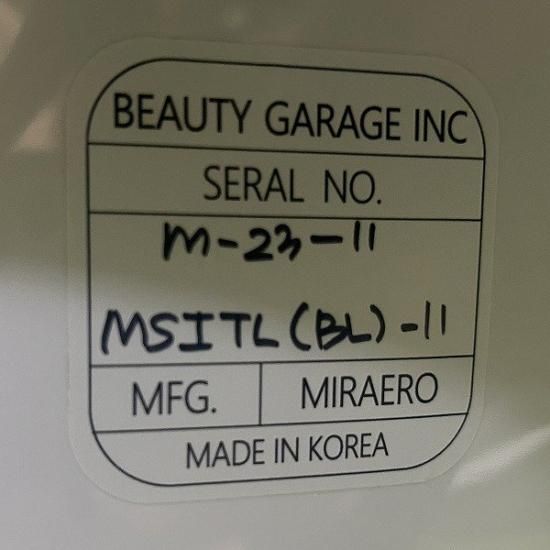 BEAUTY GARAGE INC
SERAL NO.
M-23-11
MSITL(BL)-11
MFG. MIRAERO
MADE IN KOREA